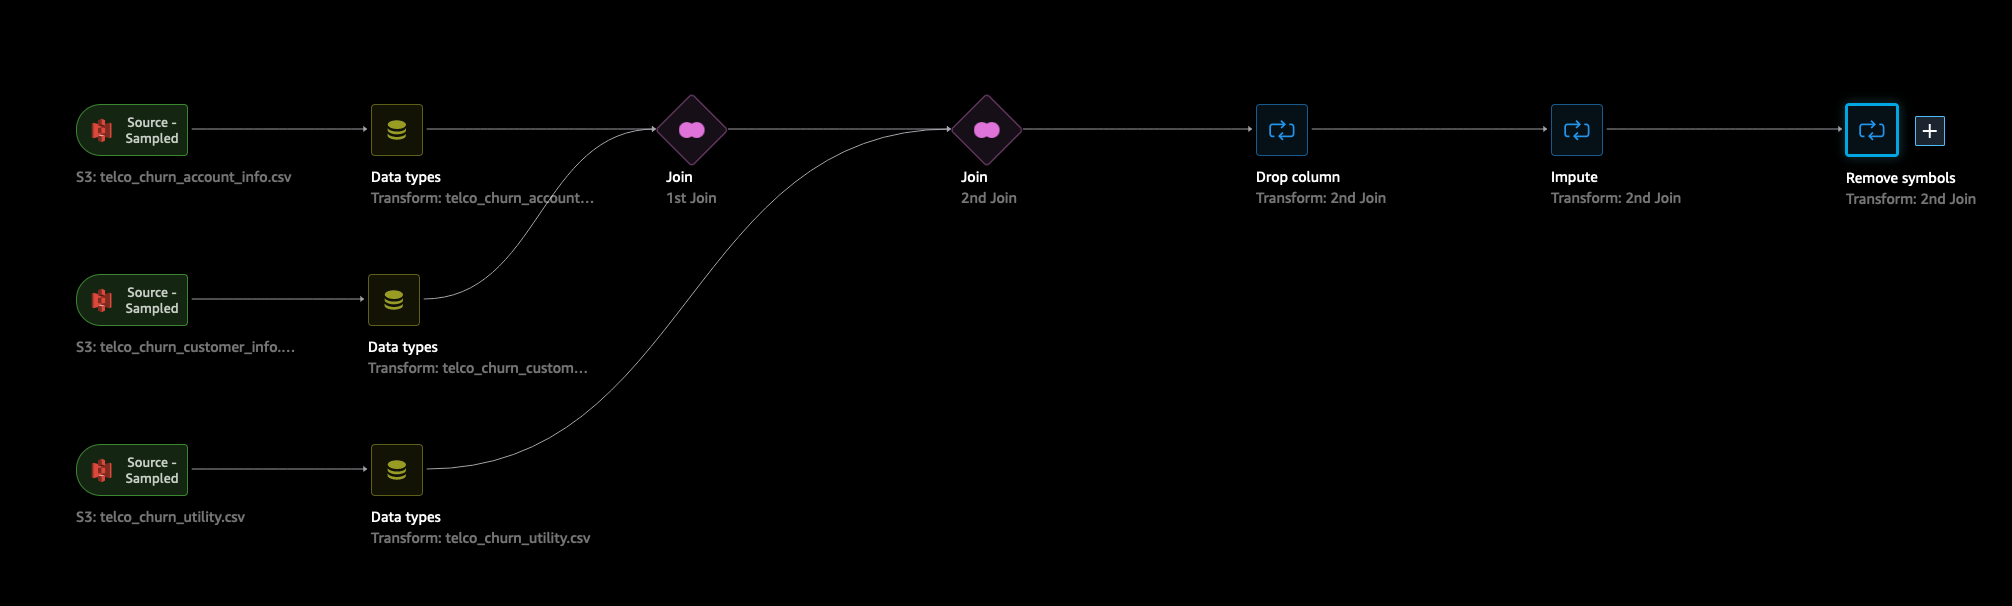 Source -
Sampled
S3: telco_churn_account_info.csv
Data types
Transform: telco_churn_account...
Join
1st Join
Join
2nd Join
Drop column
Transform: 2nd Join
Impute
Transform: 2nd Join
Remove symbols
Transform: 2nd Join
Source -
Sampled
S3: telco_churn_customer_info....
Data types
Transform: telco_churn_custom...
Source -
Sampled
S3: telco_churn_utility.csv
Data types
Transform: telco_churn_utility.csv